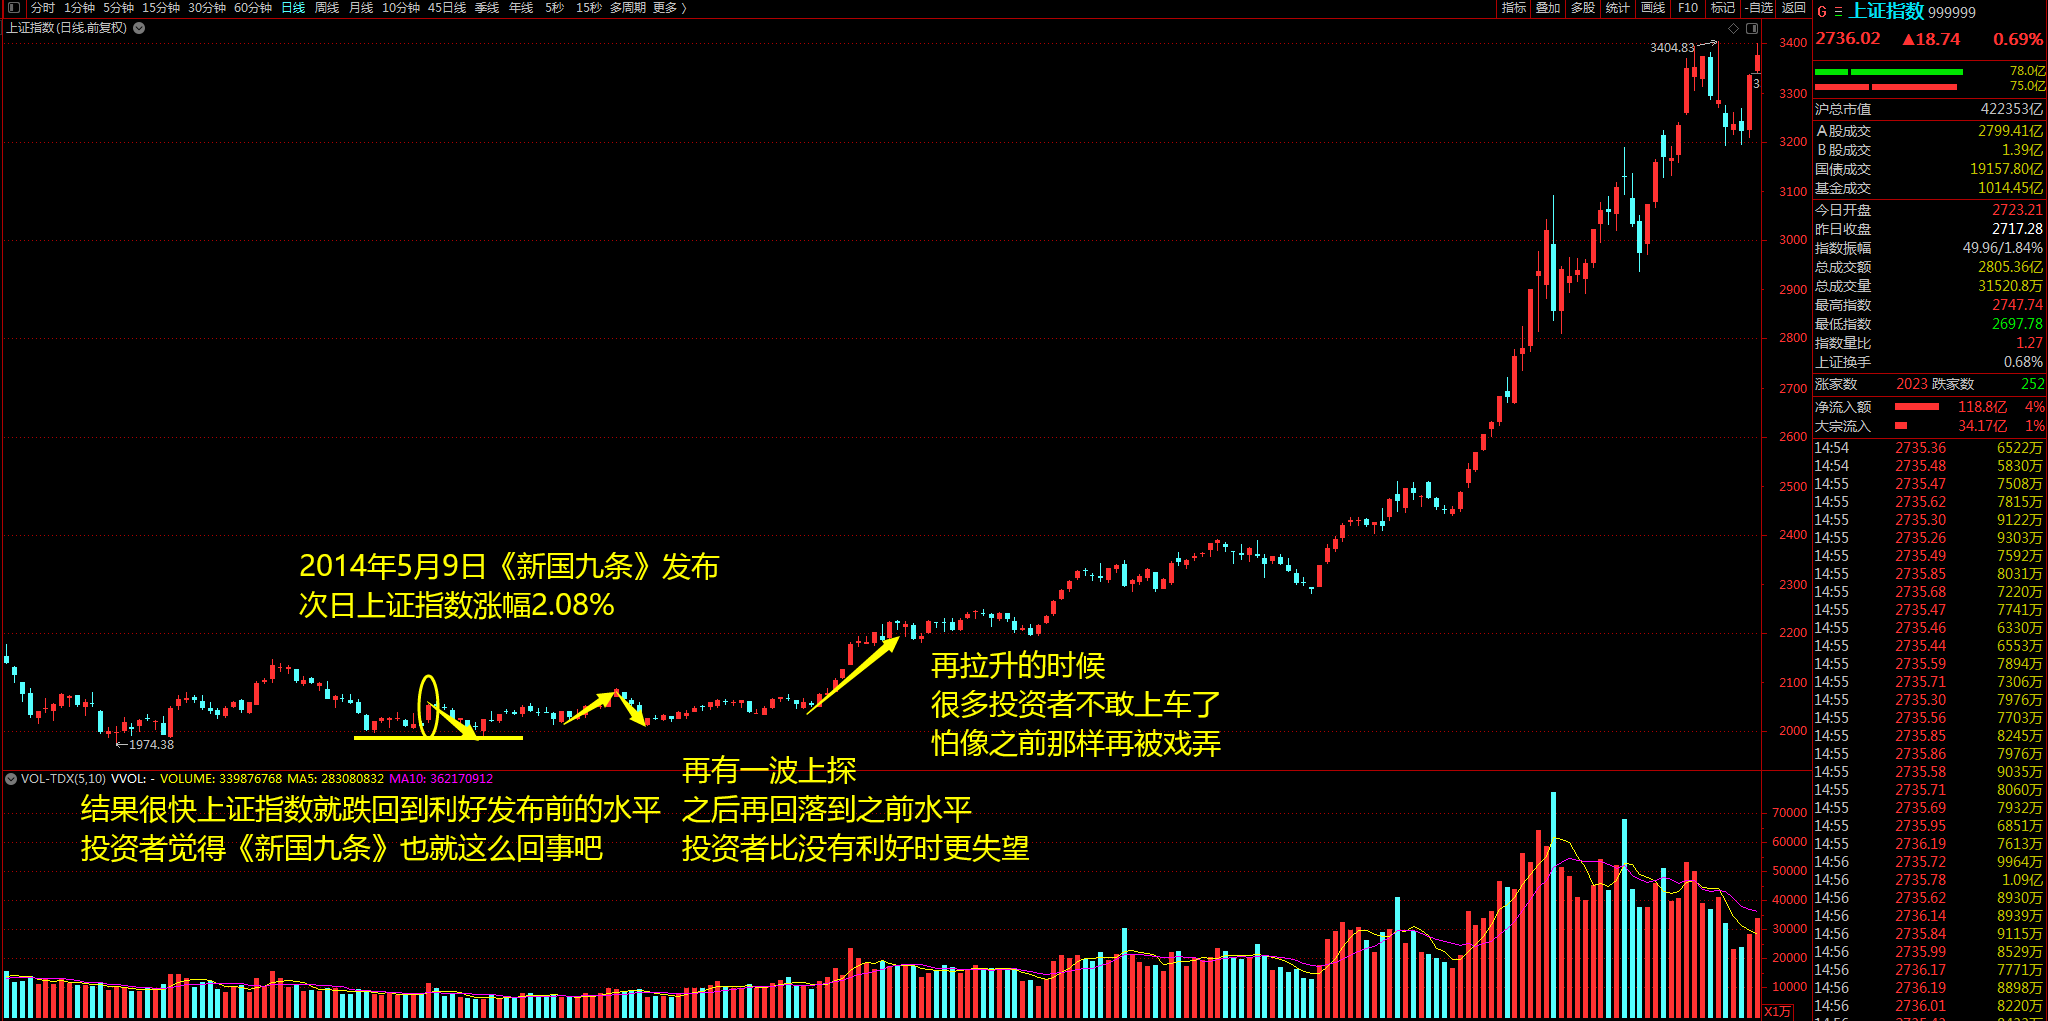 分时 1分钟 5分钟 15分钟 30分钟 60分钟 日线 周线 月线 10分钟 45日线 季线 年线 5秒 15秒 多周期 更多 〉
指标 叠加 多股 统计 画线 F10 标记 -自选 返回
上证指数(日线.前复权)
3404.83
3400
3300
3200
3100
3000
2900
2800
2700
2600
2500
2400
2300
2200
2100
2000
3
2014年5月9日《新国九条》发布
次日上证指数涨幅2.08%
←1974.38
再拉升的时候
很多投资者不敢上车了
怕像之前那样再被戏弄
VOL-TDX(5,10) VVOL: - VOLUME: 339876768 MA5: 283080832 MA10: 362170912
结果很快上证指数就跌回到利好发布前的水平
投资者觉得《新国九条》也就这么回事吧
再有一波上探
之后再回落到之前水平
投资者比没有利好时更失望
70000
60000
50000
40000
30000
20000
10000
X1万
G 三 上证指数 999999
2736.02 ▲18.74 0.69%
78.0亿
75.0亿
沪总市值 422353亿
A股成交 2799.41亿
B股成交 1.39亿
国债成交 19157.80亿
基金成交 1014.45亿
今日开盘 2723.21
昨日收盘 2717.28
指数振幅 49.96/1.84%
总成交额 2805.36亿
总成交量 31520.8万
最高指数 2747.74
最低指数 2697.78
指数量比 1.27
上证换手 0.68%
涨家数 2023 跌家数 252
净流入额 118.8亿 4%
大宗流入 34.17亿 1%
14:54 2735.36 6522万
14:54 2735.48 5830万
14:55 2735.47 7508万
14:55 2735.62 7815万
14:55 2735.30 9122万
14:55 2735.26 9303万
14:55 2735.49 7592万
14:55 2735.85 8031万
14:55 2735.68 7220万
14:55 2735.47 7741万
14:55 2735.46 6330万
14:55 2735.44 6553万
14:55 2735.59 7894万
14:55 2735.71 7306万
14:55 2735.30 7976万
14:55 2735.56 7703万
14:55 2735.85 8245万
14:55 2735.86 7976万
14:55 2735.58 9035万
14:55 2735.71 8060万
14:55 2735.69 7932万
14:55 2735.95 6851万
14:55 2736.19 7613万
14:56 2735.72 9964万
14:56 2735.78 1.09亿
14:56 2735.62 8930万
14:56 2736.14 8939万
14:56 2735.84 9115万
14:56 2735.99 8529万
14:56 2736.17 7771万
14:56 2736.19 8898万
14:56 2736.01 8220万